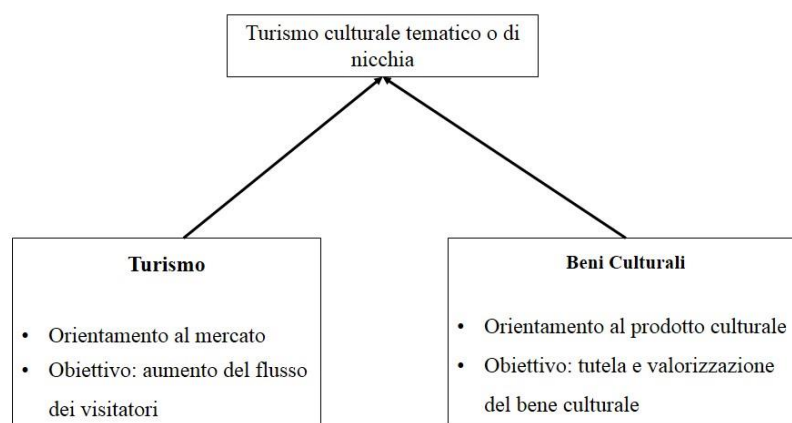 Turismo culturale tematico o di
nicchia
Turismo
• Orientamento al mercato
• Obiettivo: aumento del flusso
dei visitatori
Beni Culturali
• Orientamento al prodotto culturale
• Obiettivo: tutela e valorizzazione
del bene culturale